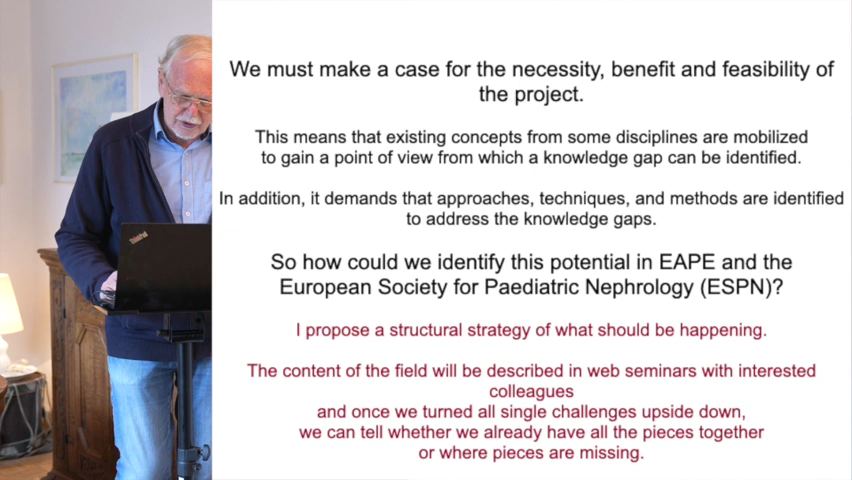 We must make a case for the necessity, benefit and feasibility of
the project.
This means that existing concepts from some disciplines are mobilized
to gain a point of view from which a knowledge gap can be identified.
In addition, it demands that approaches, techniques, and methods are identified
to address the knowledge gaps.
So how could we identify this potential in EAPE and the
European Society for Paediatric Nephrology (ESPN)?
I propose a structural strategy of what should be happening.
The content of the field will be described in web seminars with interested
colleagues
and once we turned all single challenges upside down,
we can tell whether we already have all the pieces together
or where pieces are missing.
ThinkPad